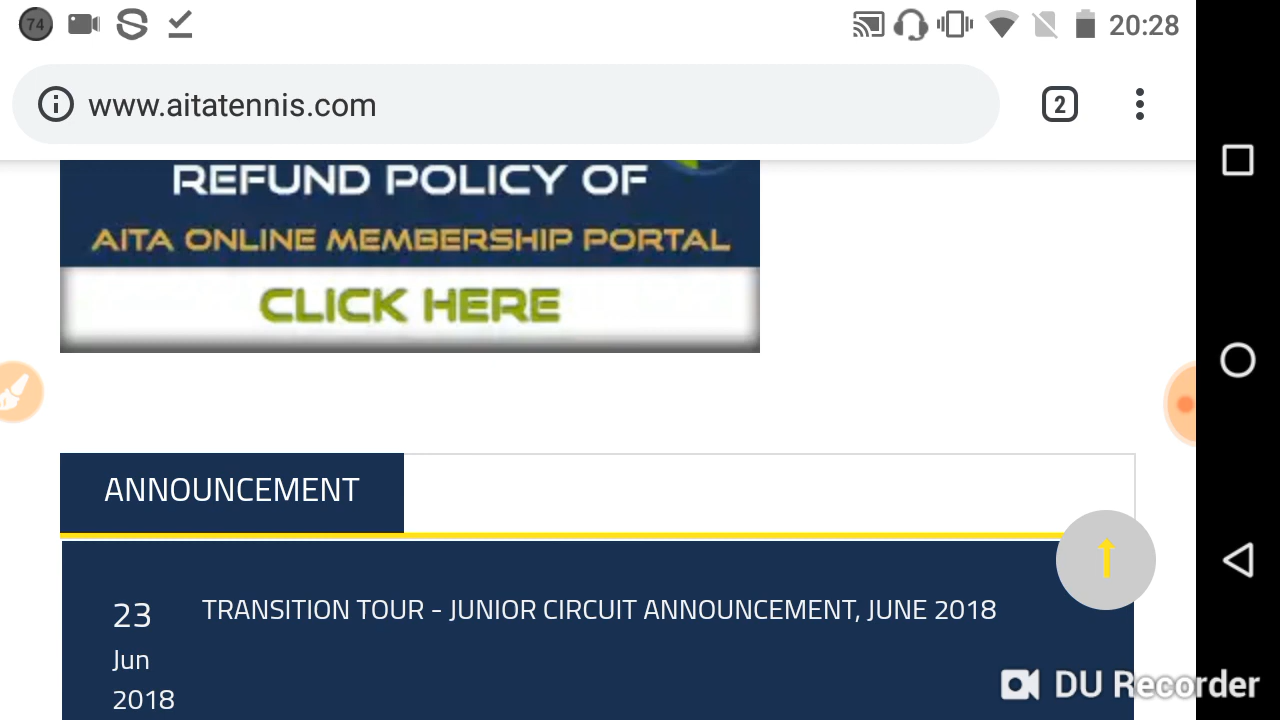 74
20:28
www.aitatennis.com
2
REFUND POLICY OF
AITA ONLINE MEMBERSHIP PORTAL
CLICK HERE
ANNOUNCEMENT
23
Jun
2018
TRANSITION TOUR - JUNIOR CIRCUIT ANNOUNCEMENT, JUNE 2018
DU Recorder